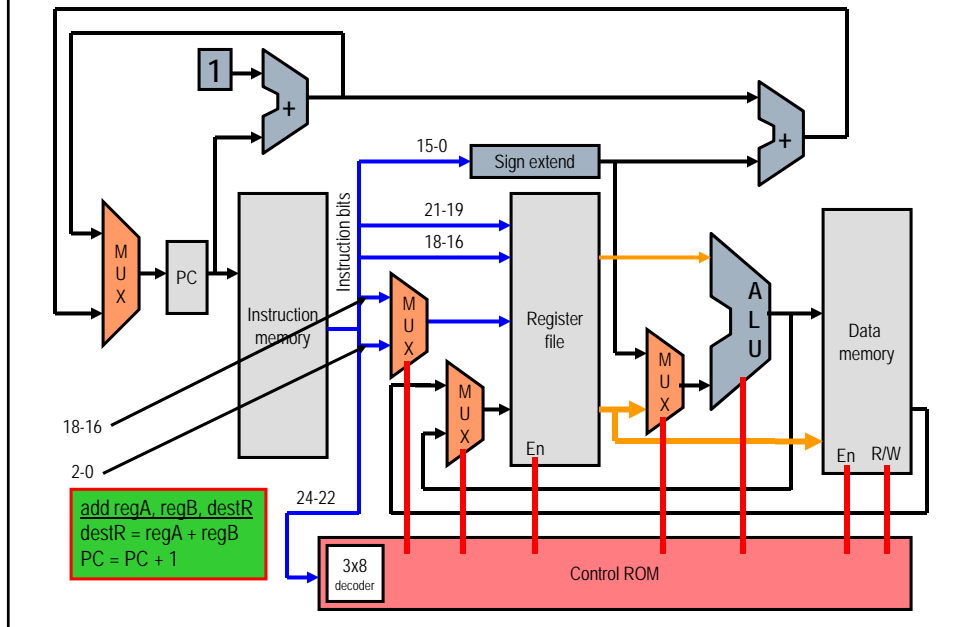 1
+
+
15-0
Sign extend
21-19
18-16
Instruction bits
M
U
X
PC
Instruction
memory
M
U
X
Register
file
A
L
U
Data
memory
M
U
X
M
U
X
18-16
2-0
En
En
R/W
add regA, regB, destR
destR = regA + regB
PC = PC + 1
24-22
3x8
decoder
Control ROM